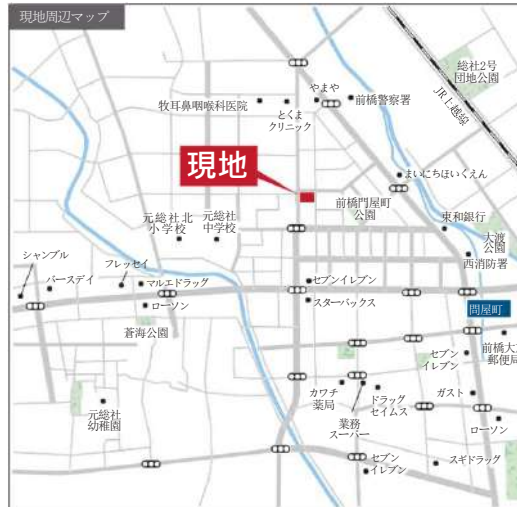 現地周辺マップ
総社2号
団地公園
JR上越線
やまや
牧耳鼻咽喉科医院
とくま
クリニック
前橋警察署
現地
まいにちほいくえん
元総社北
小学校
元総社
中学校
前橋問屋町
公園
東和銀行
大渡
公園
西消防署
シャンブル
バースデイ
フレッセイ
マルエドラッグ
ローソン
セブンイレブン
スターバックス
問屋町
蒼海公園
セブン
イレブン
前橋大
郵便局
カワチ
薬局
業務
スーパー
ドラッグ
セイムス
ガスト
ローソン
元総社
幼稚園
セブン
イレブン
スギドラッグ